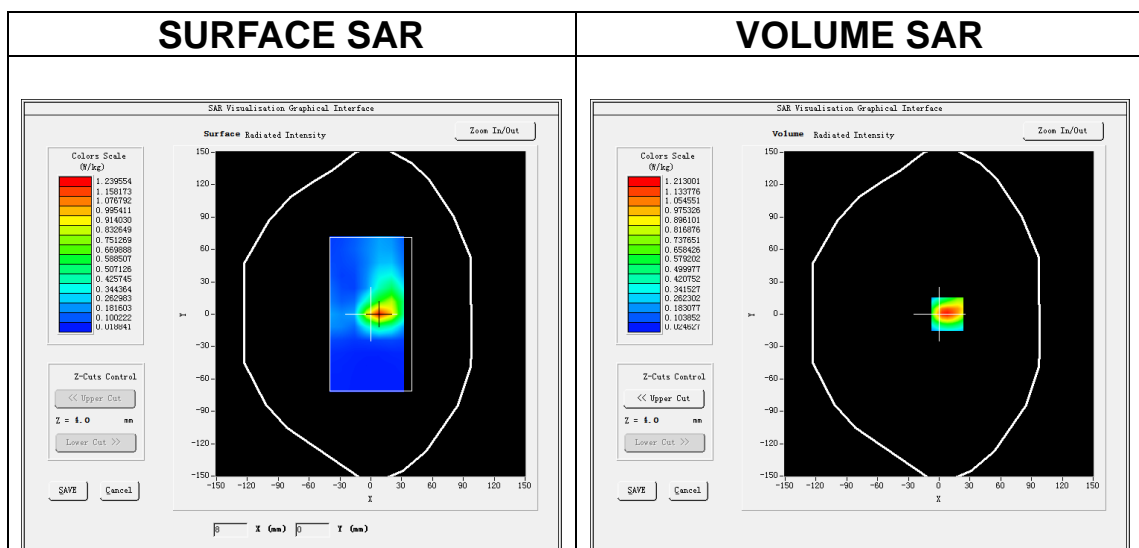 SURFACE SAR
VOLUME SAR
SAR Visualisation Graphical Interface
Surface Radiated Intensity
Zoom In/Out
Colors Scale
(W/kg)
1.239554
1.158173
1.076792
0.995411
0.914030
0.832649
0.751269
0.669888
0.588507
0.507126
0.425745
0.344364
0.262983
0.181603
0.100222
0.018841
150
120
90
60
30
0
-30
-60
-90
-120
-150
Y
-150 -120 -90 -60 -30 0 30 60 90 120 150
X
Z-Cuts Control
<< Upper Cut
Z = 4.0 mm
Lower Cut >>
SAVE Cancel
8 X (mm) 0 Y (mm)
SAR Visualisation Graphical Interface
Volume Radiated Intensity
Zoom In/Out
Colors Scale
(W/kg)
1.213001
1.133776
1.054551
0.975326
0.896101
0.816876
0.737651
0.658426
0.579202
0.499977
0.420752
0.341527
0.262302
0.183077
0.103852
0.024627
150
120
90
60
30
0
-30
-60
-90
-120
-150
Y
-150 -120 -90 -60 -30 0 30 60 90 120 150
X
Z-Cuts Control
<< Upper Cut
Z = 4.0 mm
Lower Cut >>
SAVE Cancel